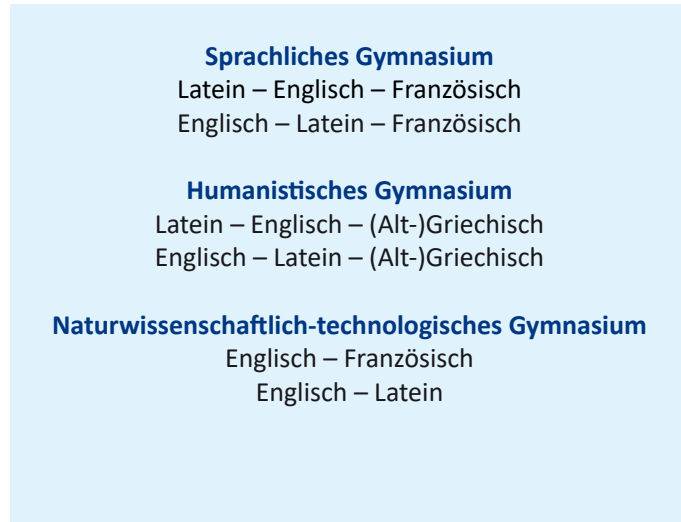 Sprachliches Gymnasium
Latein – Englisch – Französisch
Englisch – Latein – Französisch
Humanistisches Gymnasium
Latein – Englisch – (Alt-)Griechisch
Englisch – Latein – (Alt-)Griechisch
Naturwissenschaftlich-technologisches Gymnasium
Englisch – Französisch
Englisch – Latein